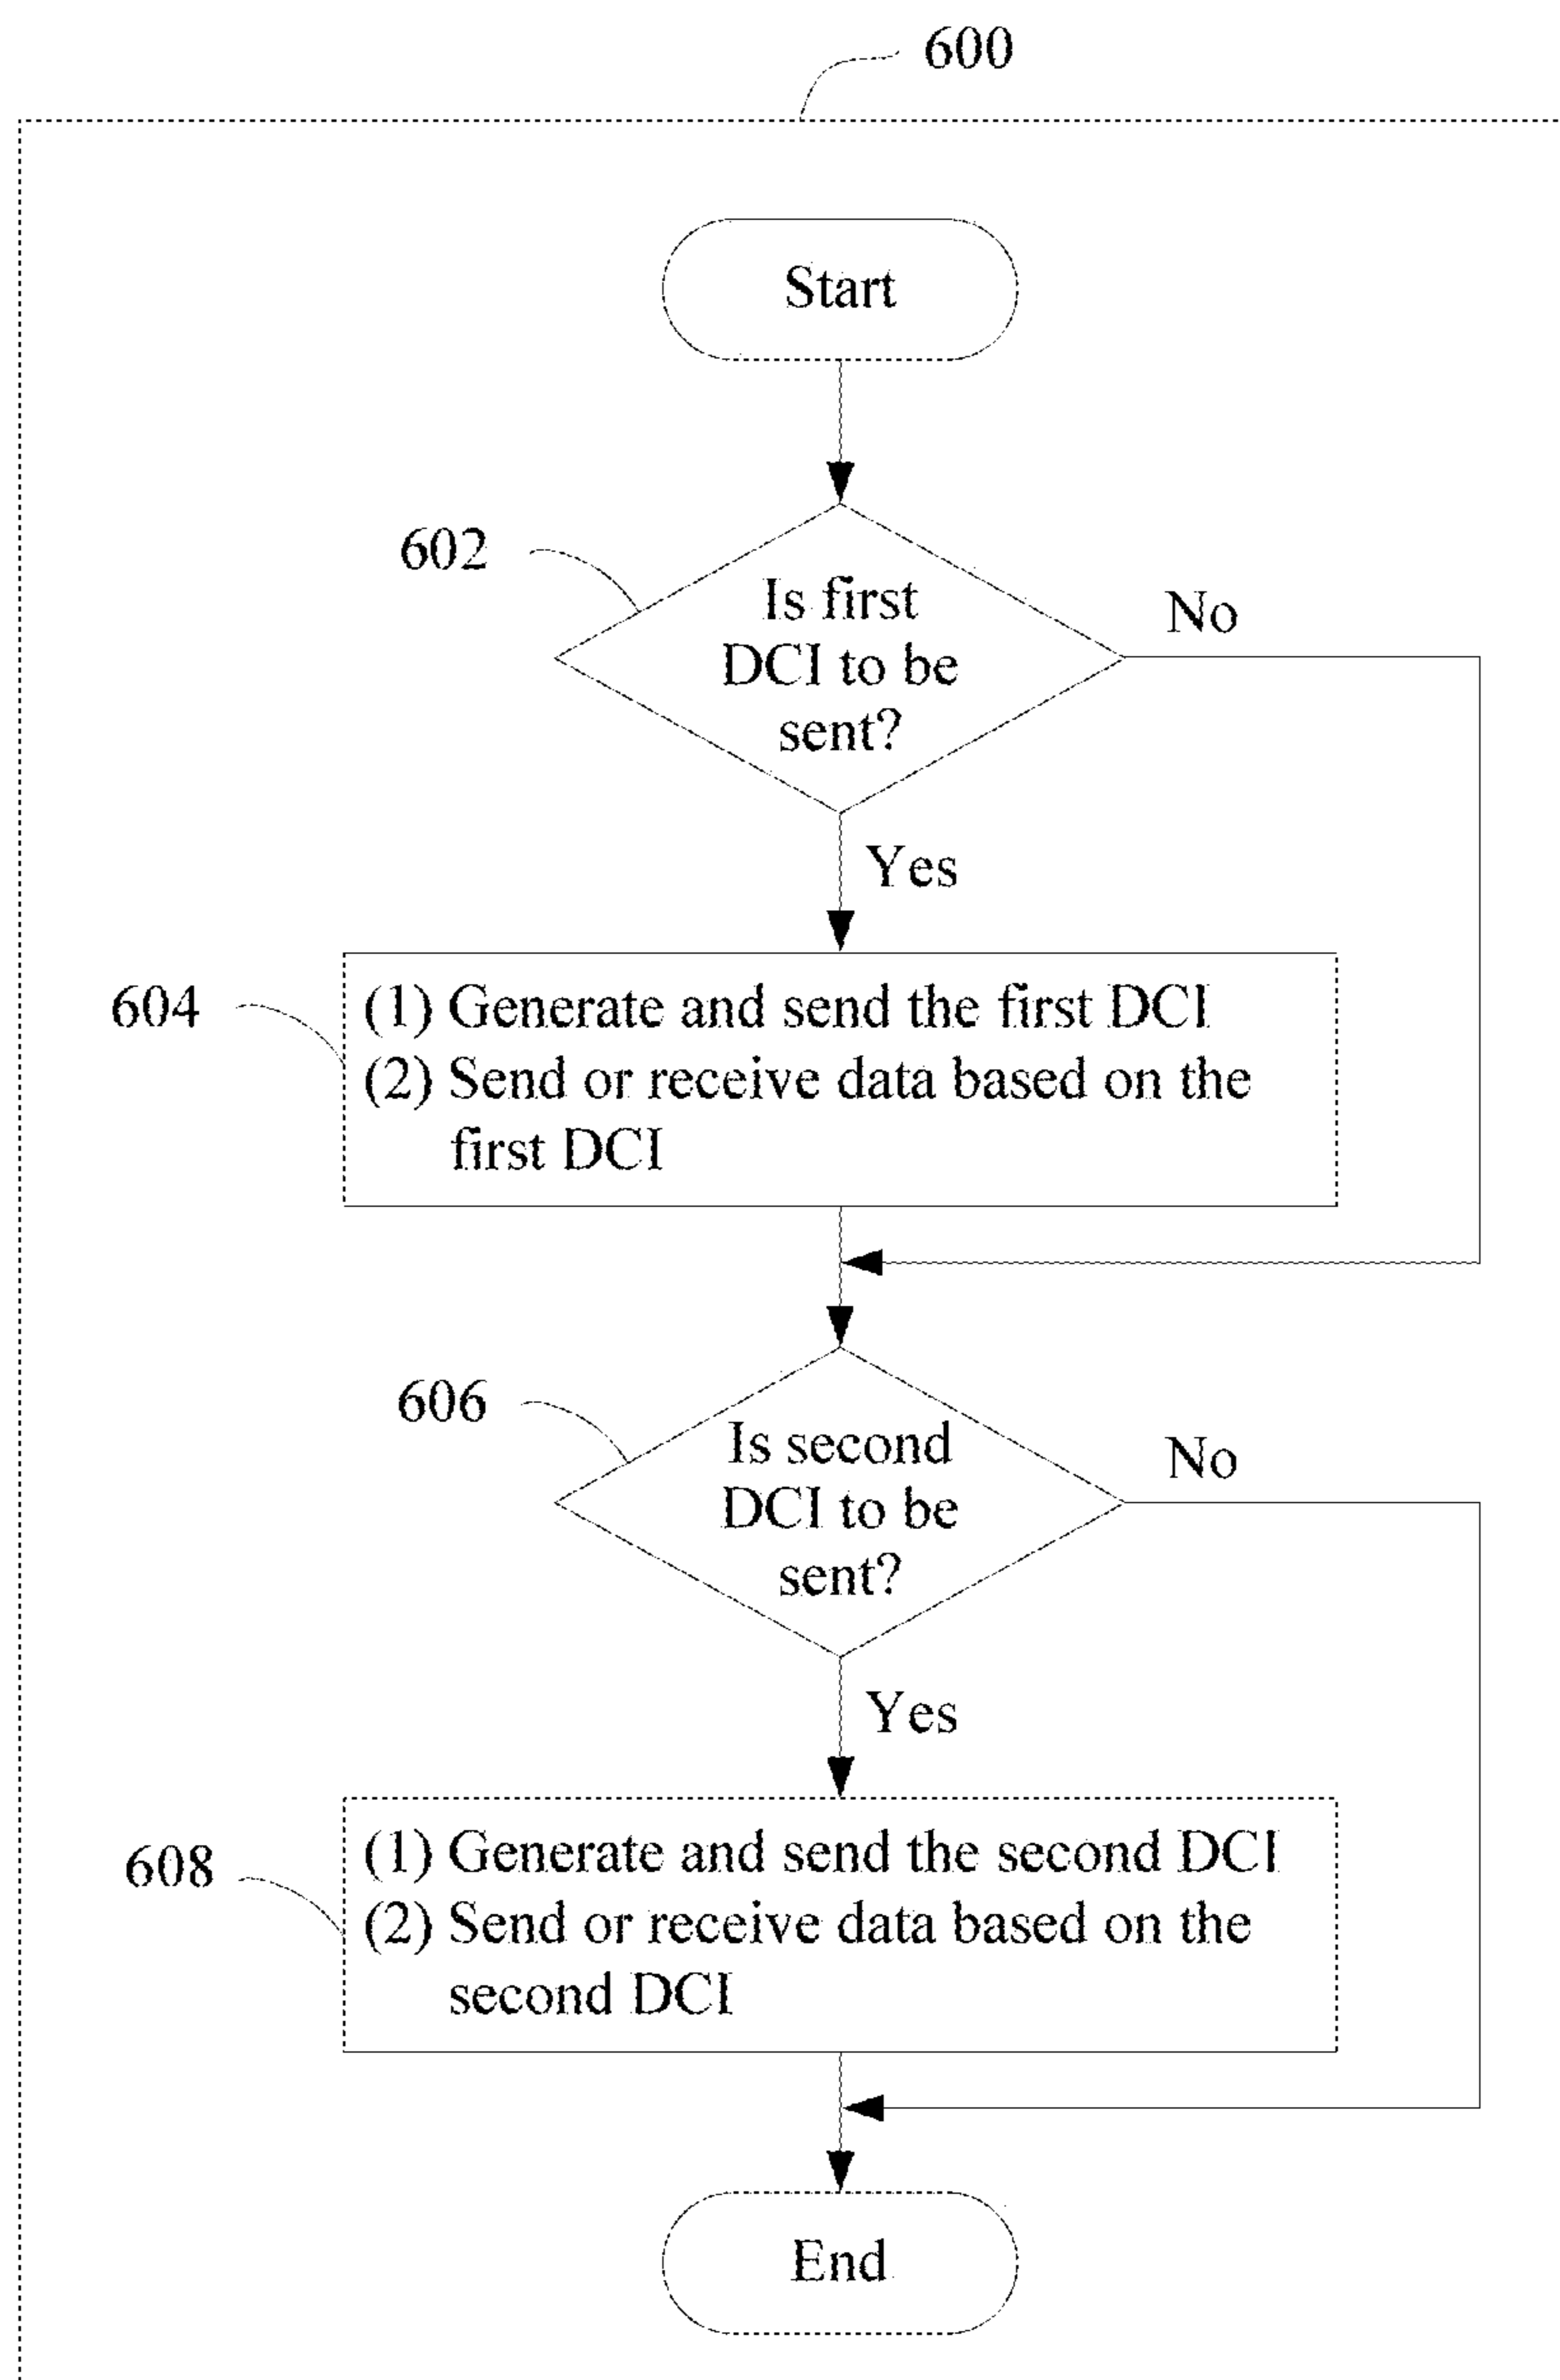 600
Start
602
Is first
DCI to be
sent?
No
Yes
604
(1) Generate and send the first DCI
(2) Send or receive data based on the
first DCI
606
Is second
DCI to be
sent?
No
Yes
608
(1) Generate and send the second DCI
(2) Send or receive data based on the
second DCI
End